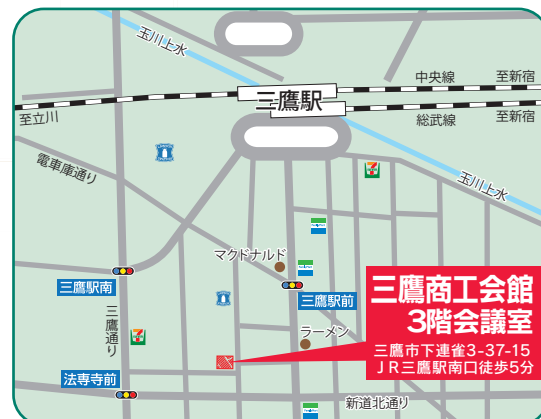 玉川上水
中央線
至新宿
三鷹駅
至立川
総武線
至新宿
電車庫通り
玉川上水
マクドナルド
三鷹駅南
三鷹駅前
三鷹商工会館
3階会議室
三鷹市下連雀3-37-15
JR三鷹駅南口徒歩5分
三鷹通り
ラーメン
法専寺前
新道北通り